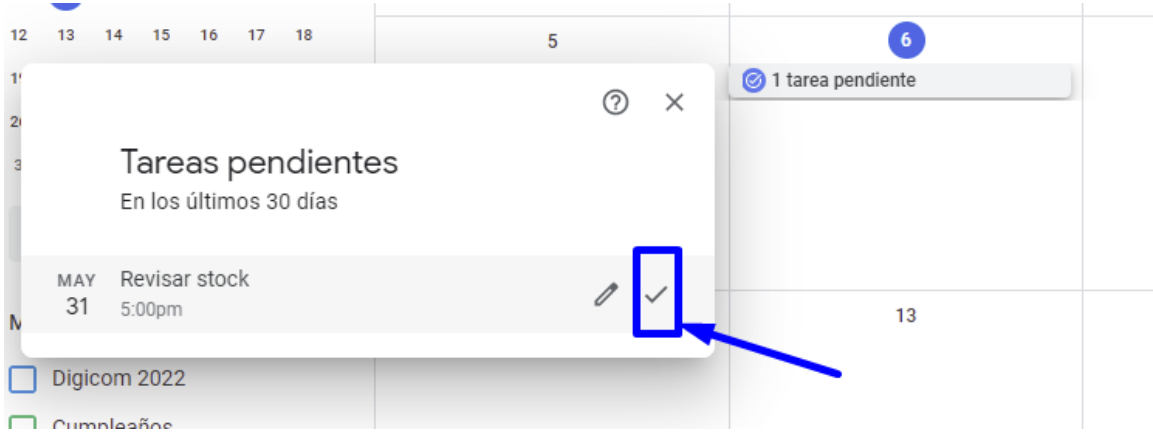 12 13 14 15 16 17 18
5
6
1 tarea pendiente
Tareas pendientes
En los últimos 30 días
MAY
31
Revisar stock
5:00pm
13
Digicom 2022
Cumpleaños